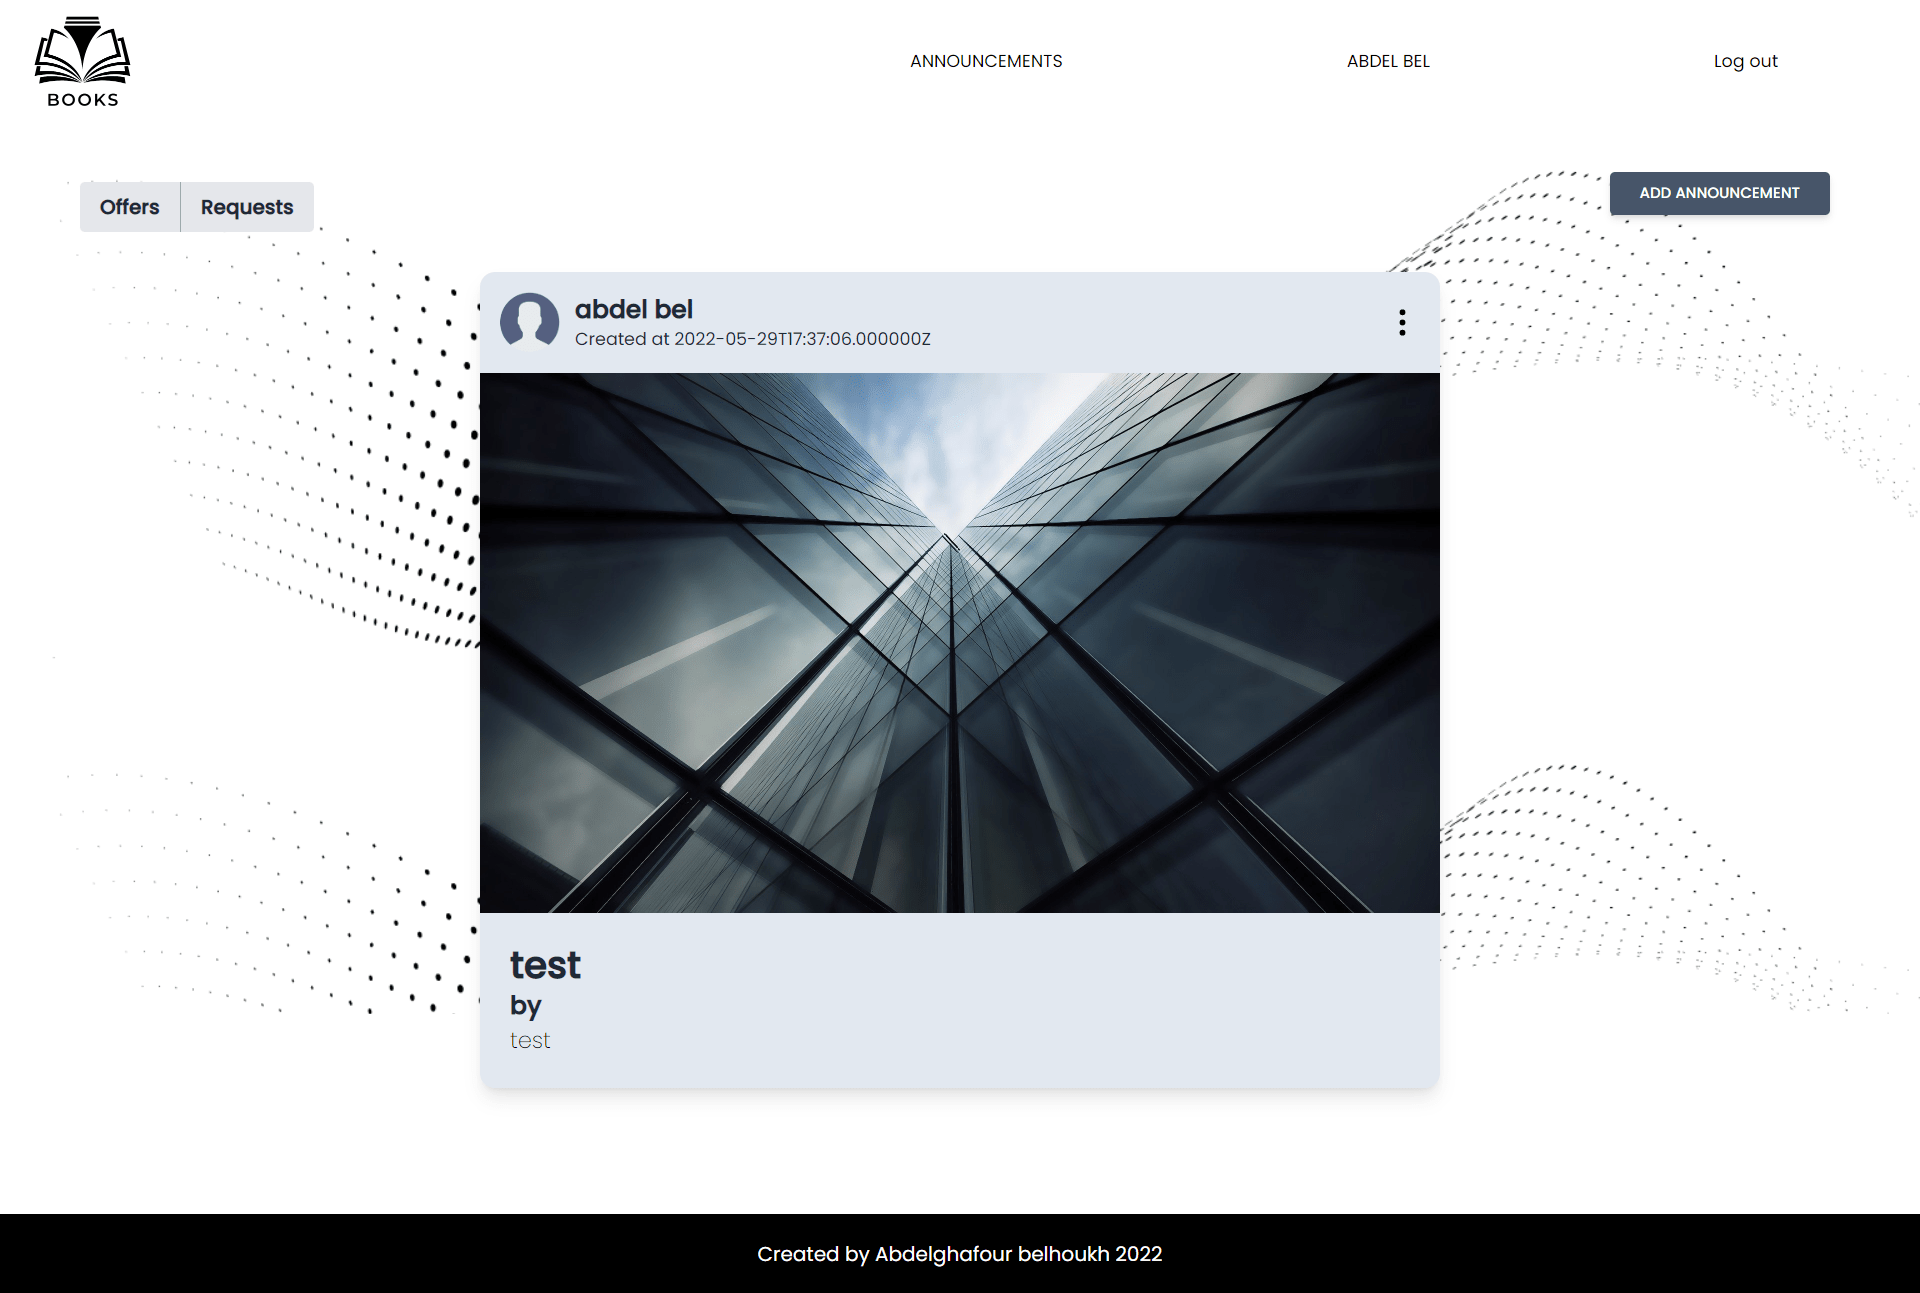 BOOKS
ANNOUNCEMENTS
ABDEL BEL
Log out
Offers
Requests
ADD ANNOUNCEMENT
abdel bel
Created at 2022-05-29T17:37:06.000000Z
test
by
test
Created by Abdelghafour belhoukh 2022